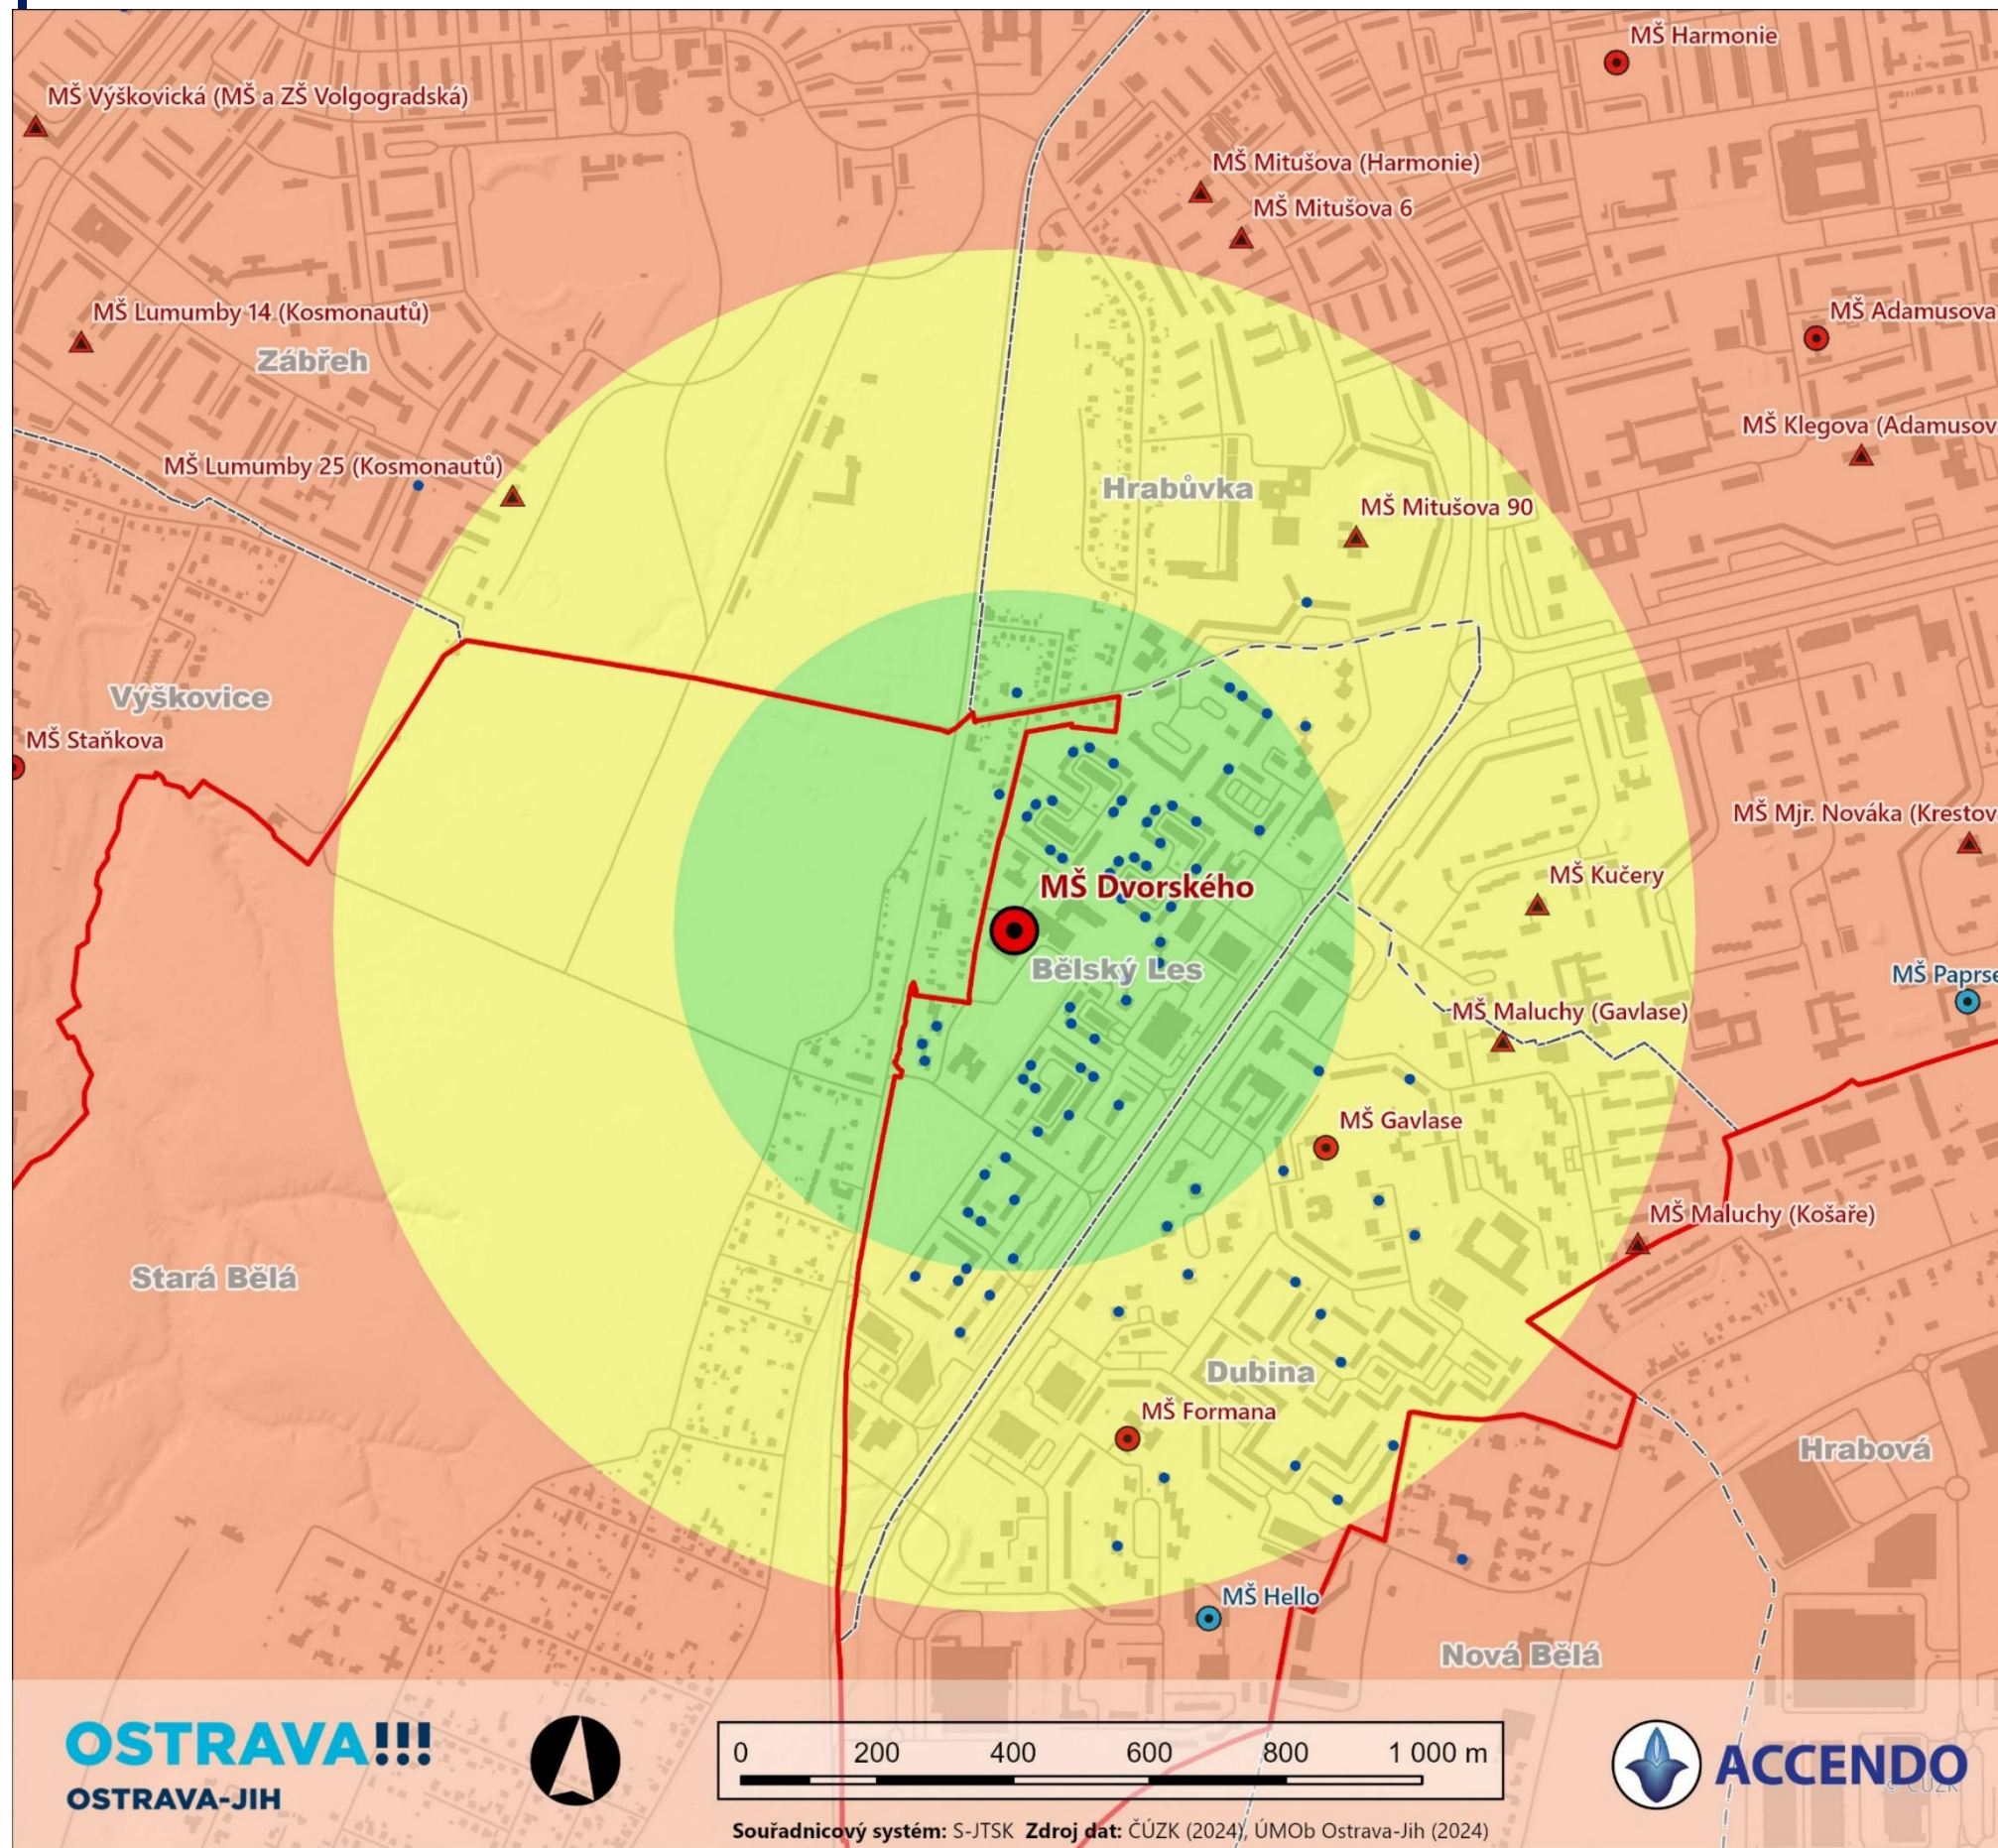 MŠ Harmonie
MŠ Výškovická (MŠ a ZŠ Volgogradská)
MŠ Mitušova (Harmonie)
MŠ Mitušova 6
MŠ Lumumby 14 (Kosmonautů)
MŠ Adamusova
Zábřeh
MŠ Klegova (Adamusov
MŠ Lumumby 25 (Kosmonautů)
Hrabůvka
MŠ Mitušova 90
Výškovice
MŠ Staňkova
MŠ Mjr. Nováka (Krestov
MŠ Kučery
MŠ Dvorského
Bělský Les
MŠ Paprse
MŠ Maluchy (Gavlase)
MŠ Gavlase
MŠ Maluchy (Košaře)
Stará Bělá
Dubina
MŠ Formana
Hrabová
MŠ Hello
Nová Bělá
OSTRAVA!!!
OSTRAVA-JIH
0 200 400 600 800 1 000 m
ACCENDO
© ČÚZK
Souřadnicový systém: S-JTSK Zdroj dat: ČÚZK (2024), ÚMOb Ostrava-Jih (2024)